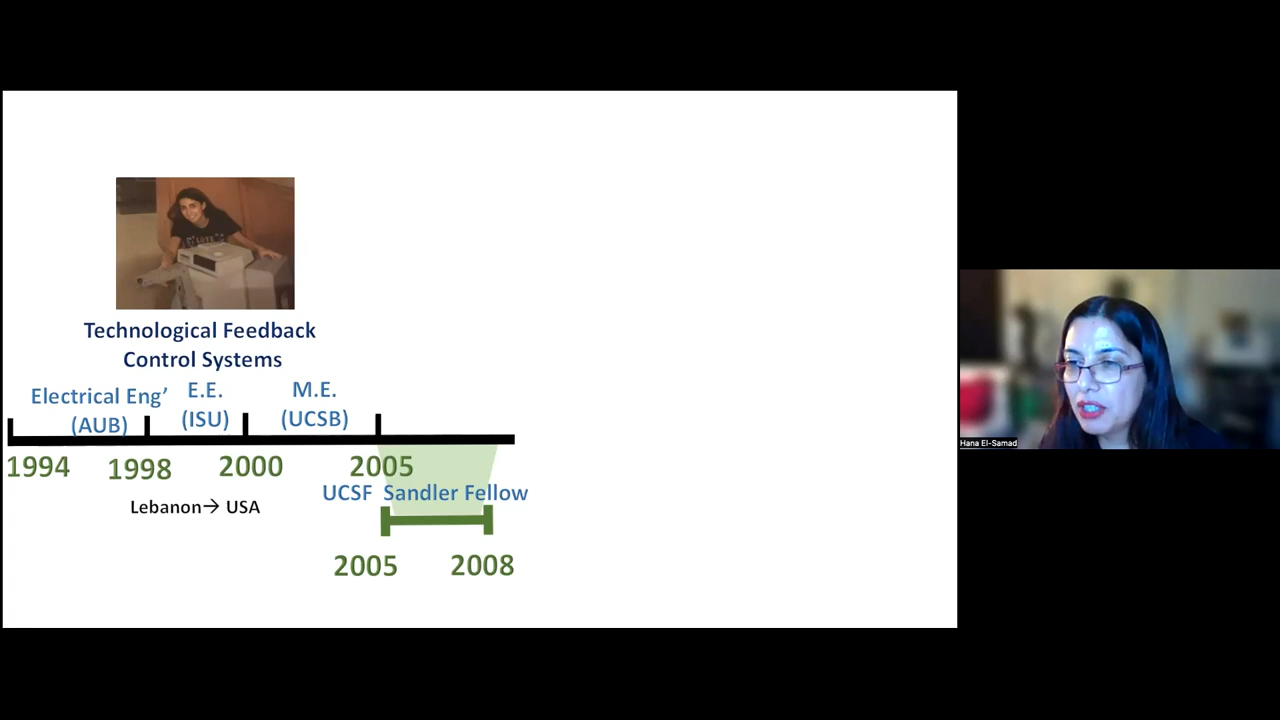 Technological Feedback
Control Systems
Electrical Eng’
(AUB)
E.E.
(ISU)
M.E.
(UCSB)
1994
1998
2000
2005
Lebanon→ USA
UCSF Sandler Fellow
2005
2008
Hana El-Samad